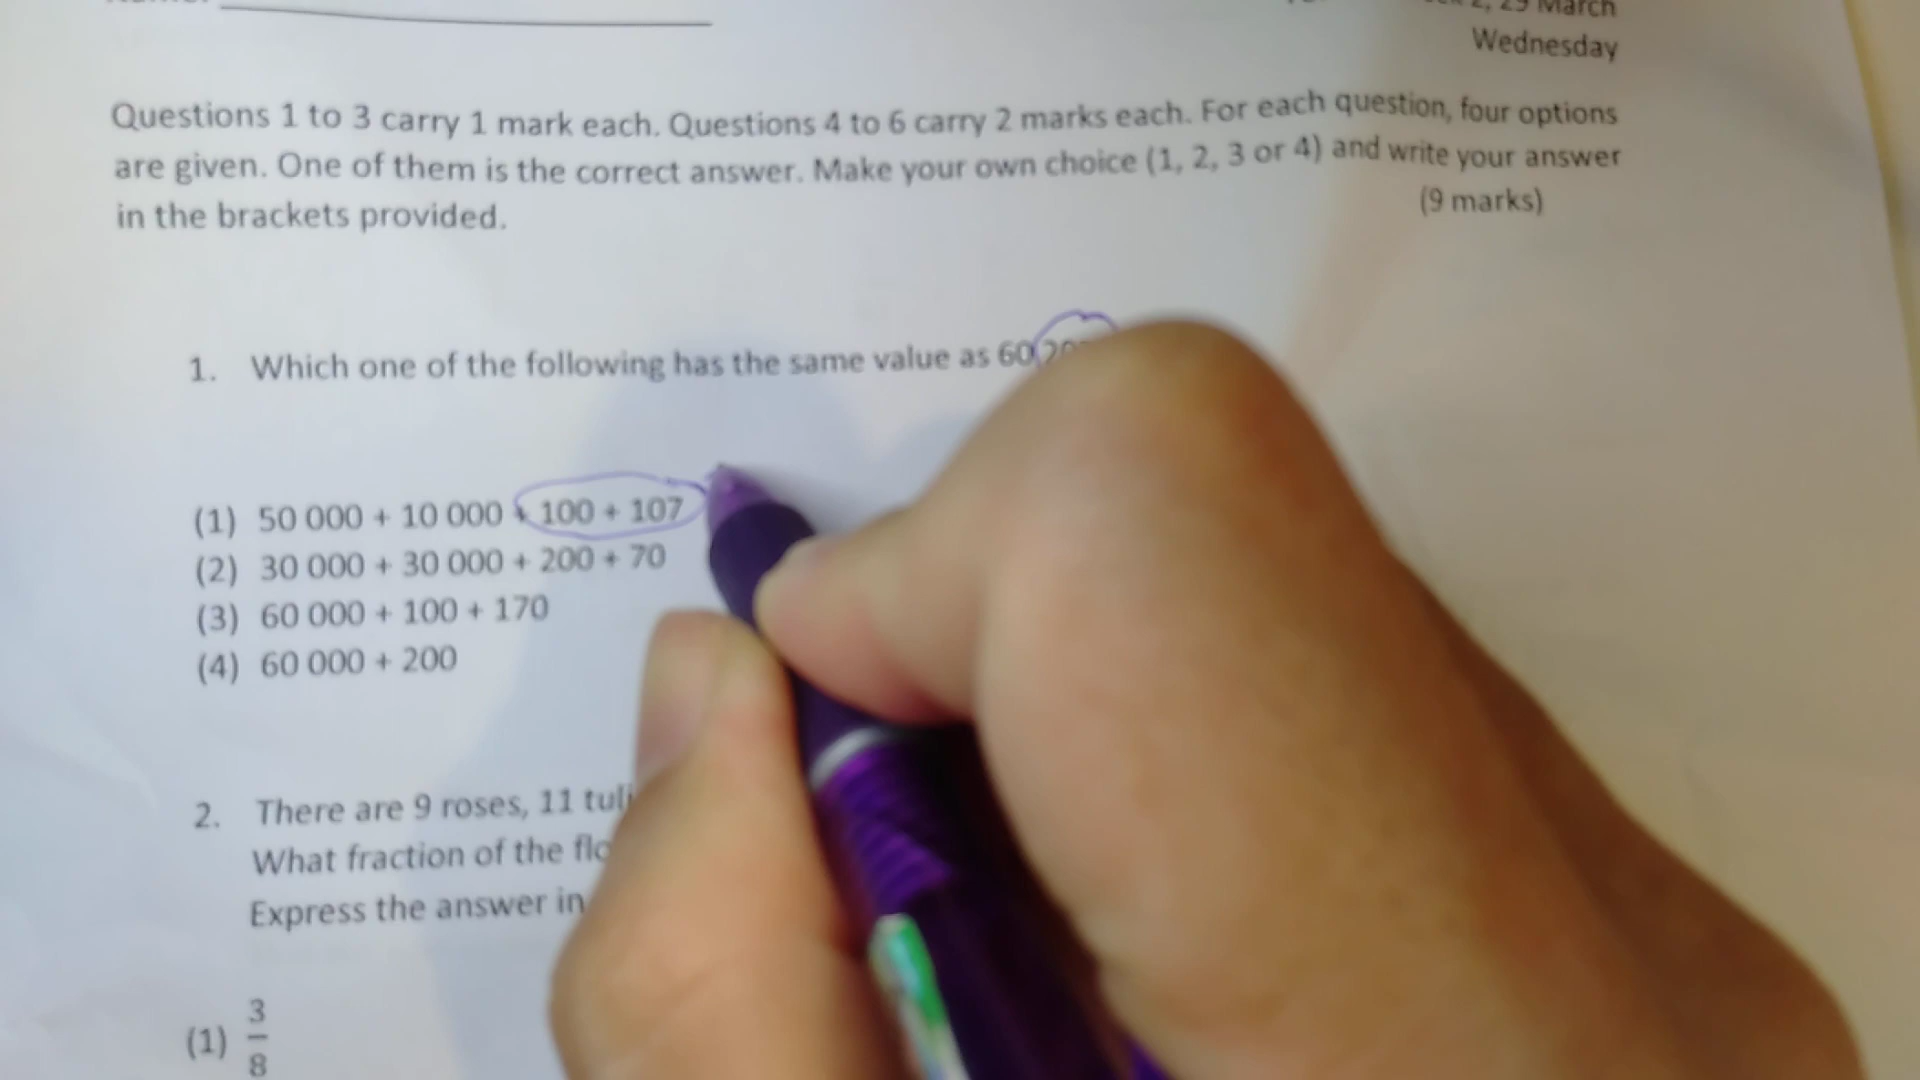 29 March
Wednesday
Questions 1 to 3 carry 1 mark each. Questions 4 to 6 carry 2 marks each. For each question, four options
are given. One of them is the correct answer. Make your own choice (1, 2, 3 or 4) and write your answer
in the brackets provided.
(9 marks)
1. Which one of the following has the same value as 60
(1) 50 000 + 10 000 + 100 + 107
(2) 30 000 + 30 000 + 200 + 70
(3) 60 000 + 100 + 170
(4) 60 000 + 200
2. There are 9 roses, 11
What fraction of the
Express the answer in
(1) 3
8